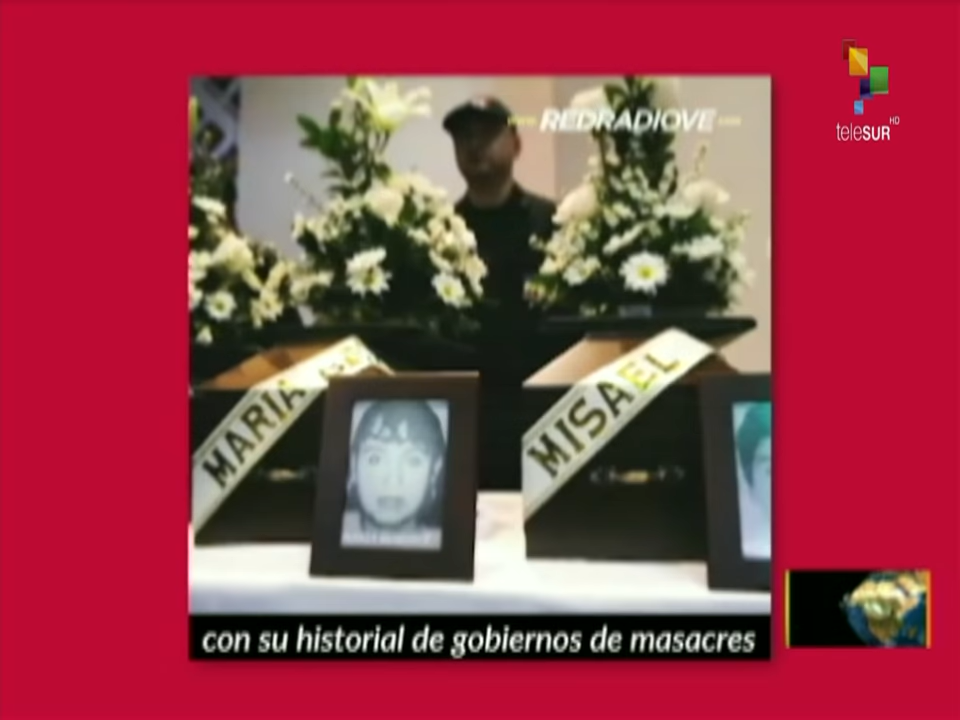 teleSUR HD
REDRADIOVE
MARIA
MISAEL
con su historial de gobiernos de masacres